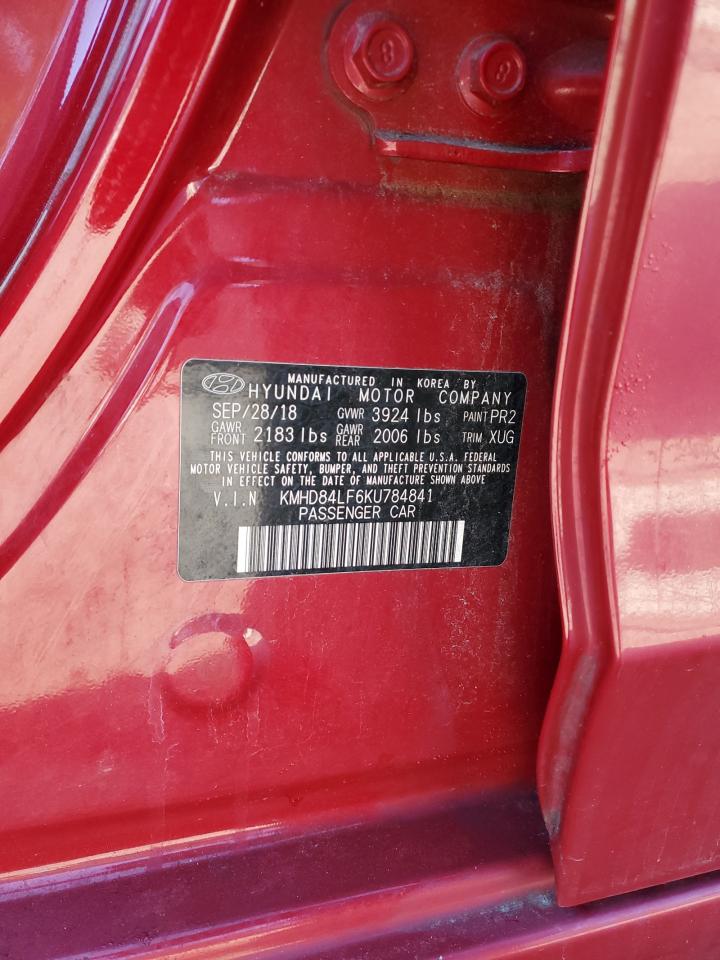 8 8
MANUFACTURED IN KOREA BY
HYUNDAI MOTOR COMPANY
SEP/28/18 GVWR 3924 lbs PAINT PR2
GAWR FRONT 2183 lbs GAWR REAR 2006 lbs TRIM XUG
THIS VEHICLE CONFORMS TO ALL APPLICABLE U.S.A. FEDERAL
MOTOR VEHICLE SAFETY, BUMPER, AND THEFT PREVENTION STANDARDS
IN EFFECT ON THE DATE OF MANUFACTURE SHOWN ABOVE
V.I.N KMHD84LF6KU784841
PASSENGER CAR